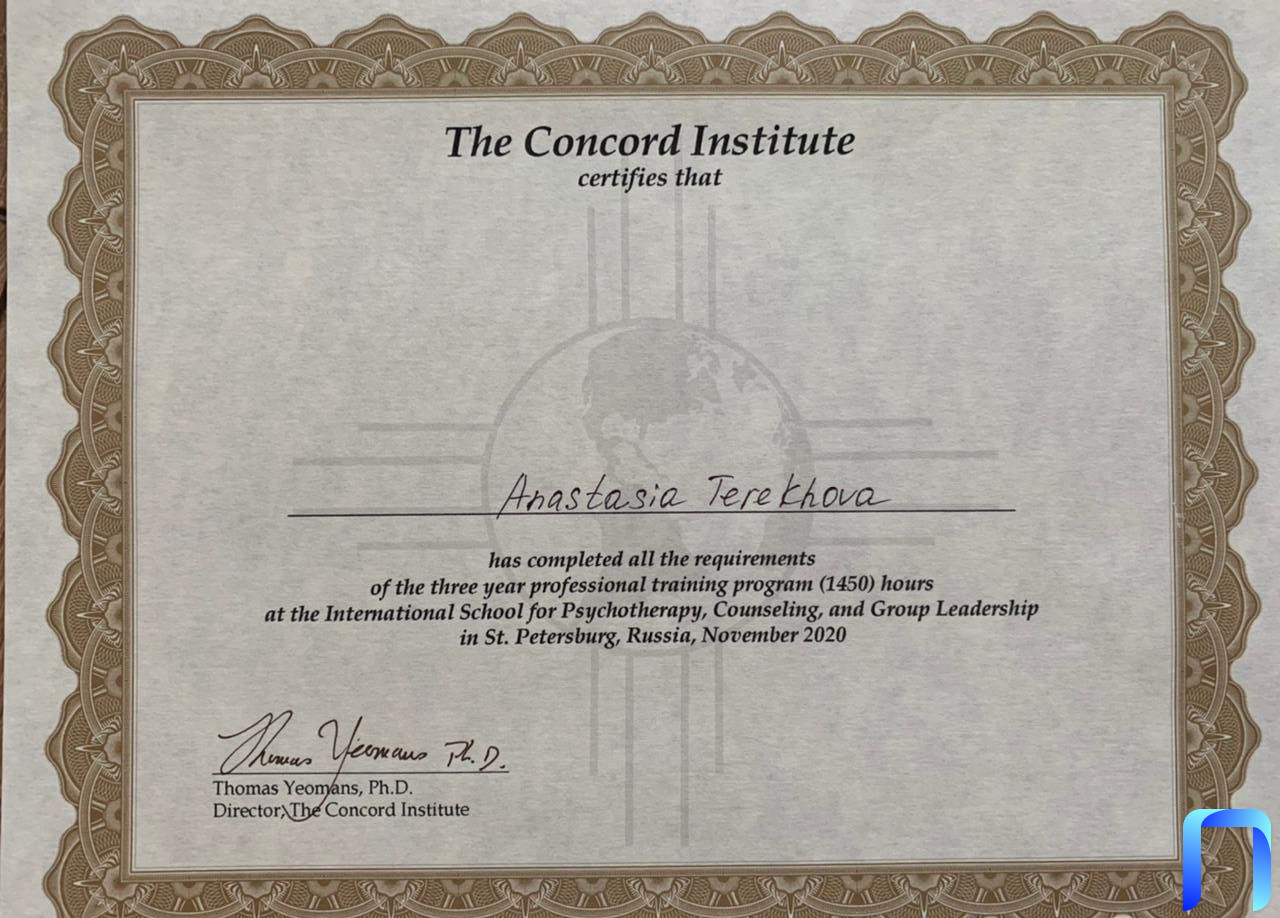 The Concord Institute
certifies that
Anastasia Terekhova
has completed all the requirements
of the three year professional training program (1450) hours
at the International School for Psychotherapy, Counseling, and Group Leadership
in St. Petersburg, Russia, November 2020
Thomas Yeomans Ph.D.
Thomas Yeomans, Ph.D.
Director, The Concord Institute